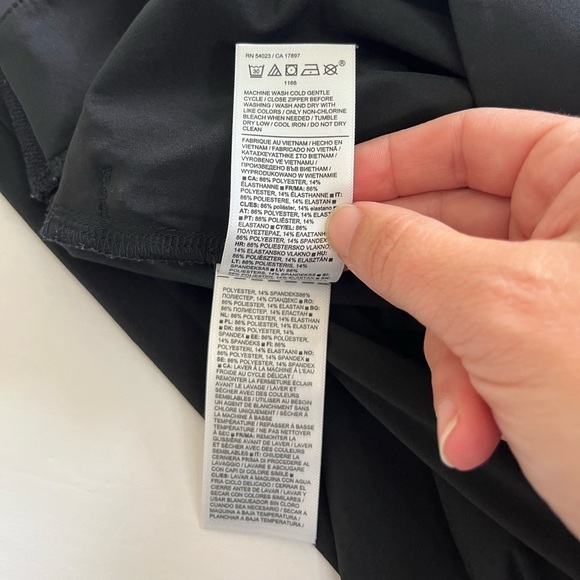 RN 54023 / CA 17897
30
®
1166
MACHINE WASH COLD GENTLE
CYCLE / CLOSE ZIPPER BEFORE
WASHING / WASH AND DRY WITH
LIKE COLORS / ONLY NON-CHLORINE
BLEACH WHEN NEEDED / TUMBLE
DRY LOW / COOL IRON / DO NOT DRY
CLEAN
FABRIQUE AU VIETNAM / HECHO EN
VIETNAM / FABRICADO NO VIETNÃ /
ΚΑΤΑΣΚΕΥΑΣΤΗΚΕ ΣΤΟ ΒΙΕΤΝΑΜ /
VYROBENO VE VIETNAMU /
ПРОИЗВЕДЕНО ВЪВ ВИЕТНАМ /
WYPRODUKOWANO W WIETNAMIE
■ CA: 86% POLYESTER, 14%
ÉLASTHANNE ■ FR/MA: 86%
POLYESTER, 14% ÉLASTHANNE ■ IT:
86% POLIESTERE, 14% ELASTAN
CL/ES: 86% poliéster, 14% elastano
AT: 86% POLYESTER, 14% ELAST
■ PT: 86% POLIÉSTER, 14%
ELASTANO ■ CY/EL: 86%
ΠΟΛΥΕΣΤΕΡΑΣ, 14% ΕΛΑΣΤΑΝ
HR: 86% POLIESTERSKO VLAKNO
14% ELASTANSKO VLAKNO ■ HU:
86% POLIÉSZTER, 14% ELASZTÁN ■
LT: 86% POLIESTERIS, 14%
SPANDEKSAS ■ LV: 86%
POLYESTER, 14% SPANDEKS 86%
ПОЛИЕСТЕР, 14% СПАНДЕКС ■ RO:
86% POLIESTER, 14% ELASTAN ■ BG:
86% ПОЛИЕСТЕР, 14% ЕЛАСТАН ■
NL: 86% POLYESTER, 14% ELASTHAN
■ PL: 86% POLIESTER, 14% ELASTAN ■
DK: 86% POLYESTER, 14%
SPANDEX ■ EE: 86% POLÜESTER,
14% SPANDEX ■ FI: 86%
POLYESTER, 14% ELASTAANI ■ NO:
86% POLYESTER, 14% SPANDEX ■
SE: 86% POLYESTER, 14% SPANDEX
■ CA: LAVER À LA MACHINE À L'EAU
FROIDE AU CYCLE DÉLICAT /
REMONTER LA FERMETURE ÉCLAIR
AVANT LE LAVAGE / LAVER ET
SÉCHER AVEC DES COULEURS
SEMBLABLES / UTILISER AU BESOIN
UN AGENT DE BLANCHIMENT SANS
CHLORE UNIQUEMENT / SÉCHER À
LA MACHINE À BASSE
TEMPÉRATURE / REPASSER À BASSE
TEMPÉRATURE / NE PAS NETTOYER
À SEC ■ FR/MA: REMONTER LA
GLISSIÈRE AVANT DE LAVER / LAVER
ET SÉCHER AVEC DES COULEURS
SEMBLABLES ■ IT: CHIUDERE LA
CERNIERA PRIMA DI PROCEDERE AL
LAVAGGIO / LAVARE E ASCIUGARE
CON CAPI DI COLORE SIMILE ■
CL/ES: LAVAR A MÁQUINA CON AGUA
FRÍA CICLO DELICADO / CERRAR EL
CIERRE ANTES DE LAVAR / LAVAR Y
SECAR CON COLORES SIMILARES /
USAR BLANQUEADOR SIN CLORO
CUANDO SEA NECESARIO / SECAR A
MÁQUINA A BAJA TEMPERATURA /
PLANCHAR A BAJA TEMPERATURA /